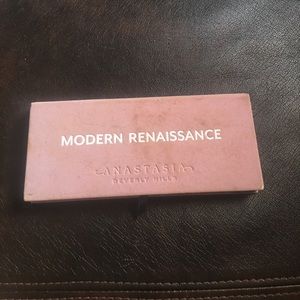 MODERN RENAISSANCE
ANASTASIA
BEVERLY HILLS